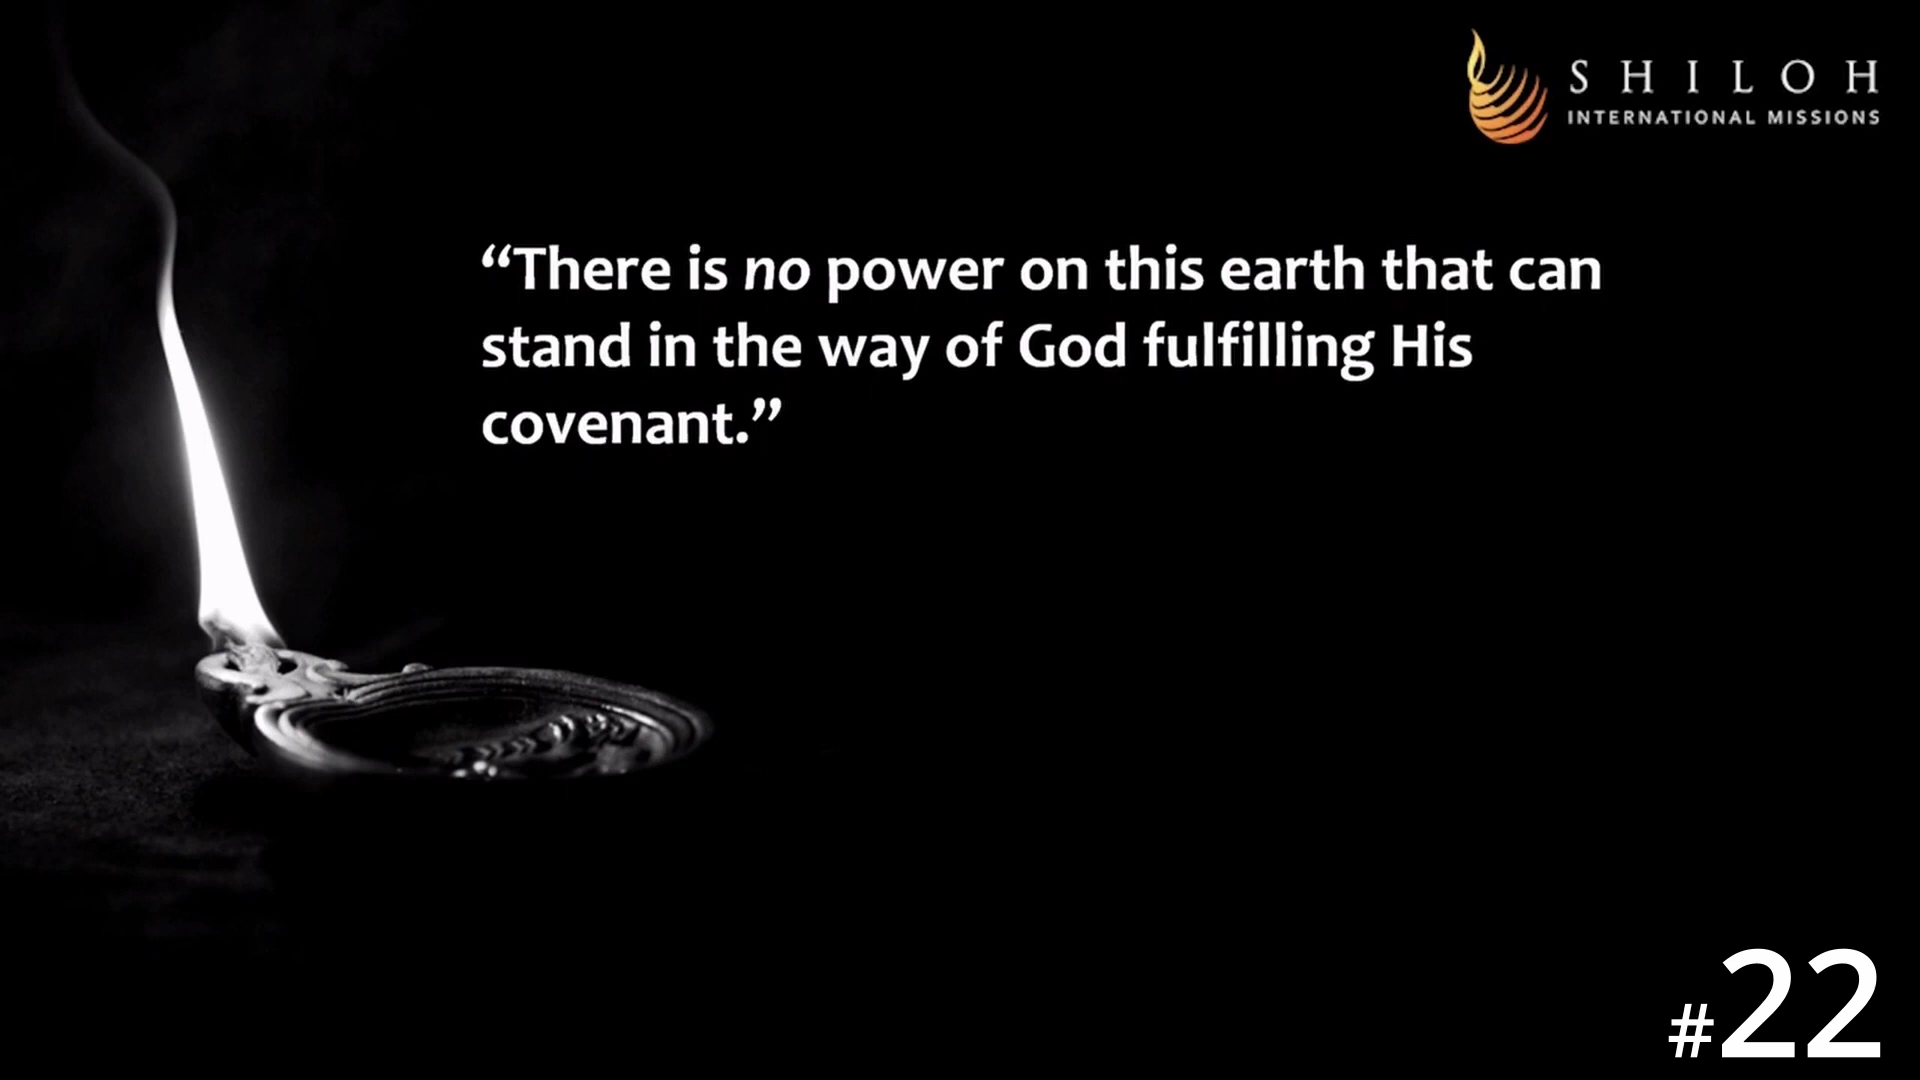 SHILOH
INTERNATIONAL MISSIONS
“There is no power on this earth that can
stand in the way of God fulfilling His
covenant.”
#22